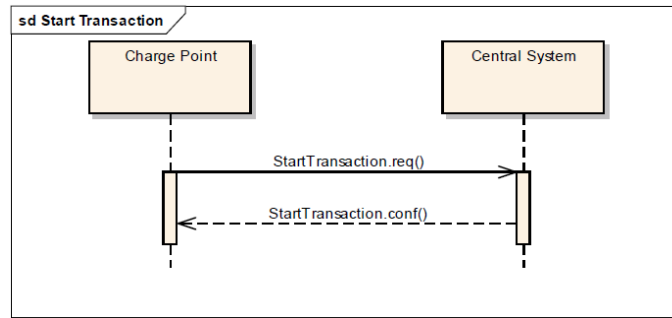 sd Start Transaction
Charge Point
Central System
StartTransaction.req()
StartTransaction.conf()